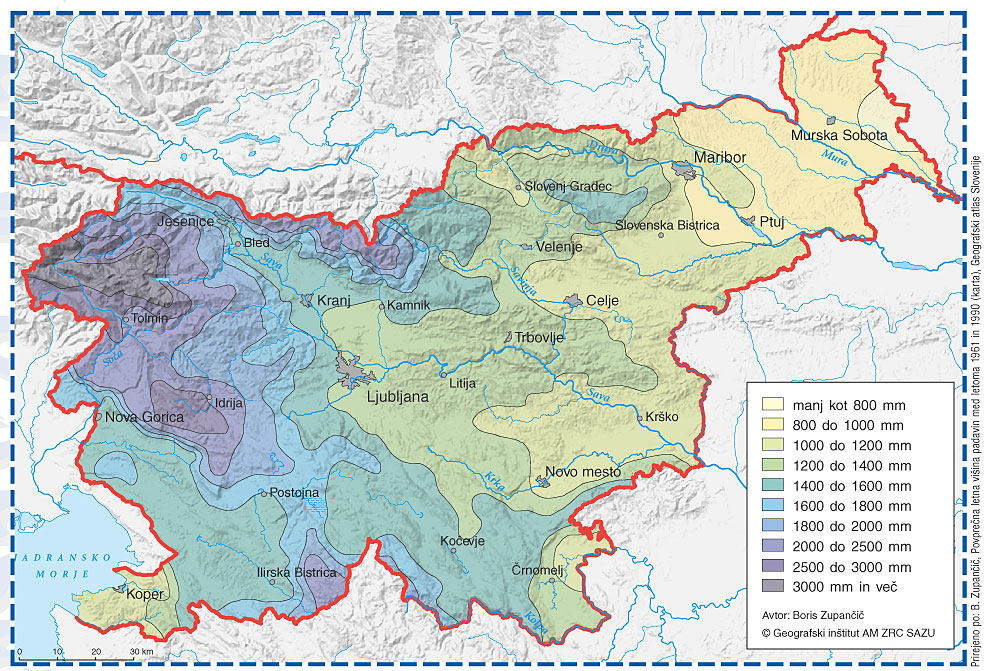 Murska Sobota
Maribor
Drava
Mura
Slovenj Gradec
Ptuj
Slovenska Bistrica
Jesenice
Bled
Velenje
Sava
Savinja
Kranj
Kamnik
Celje
Tolmin
Trbovlje
Soča
Litija
Ljubljana
Idrija
Sava
Nova Gorica
Krško
Novo mesto
Krka
Postojna
Kočevje
ADRANSKO
MORJE
Ilirska Bistrica
Črnomelj
Koper
Kolpa
0 10 20 30 km
manj kot 800 mm
800 do 1000 mm
1000 do 1200 mm
1200 do 1400 mm
1400 do 1600 mm
1600 do 1800 mm
1800 do 2000 mm
2000 do 2500 mm
2500 do 3000 mm
3000 mm in več
Avtor: Boris Zupančič
© Geografski inštitut AM ZRC SAZU
Prirejeno po: B. Zupančič, Povprečna letna višina padavin med letoma 1961 in 1990 (karta), Geografski atlas Slovenije